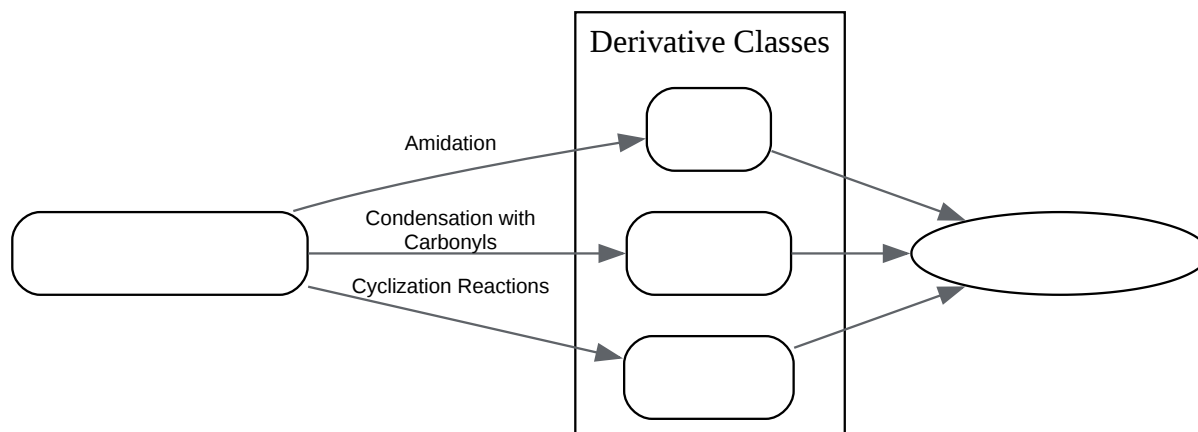 Derivative Classes
Amidation
Condensation with
Carbonyls
Cyclization Reactions